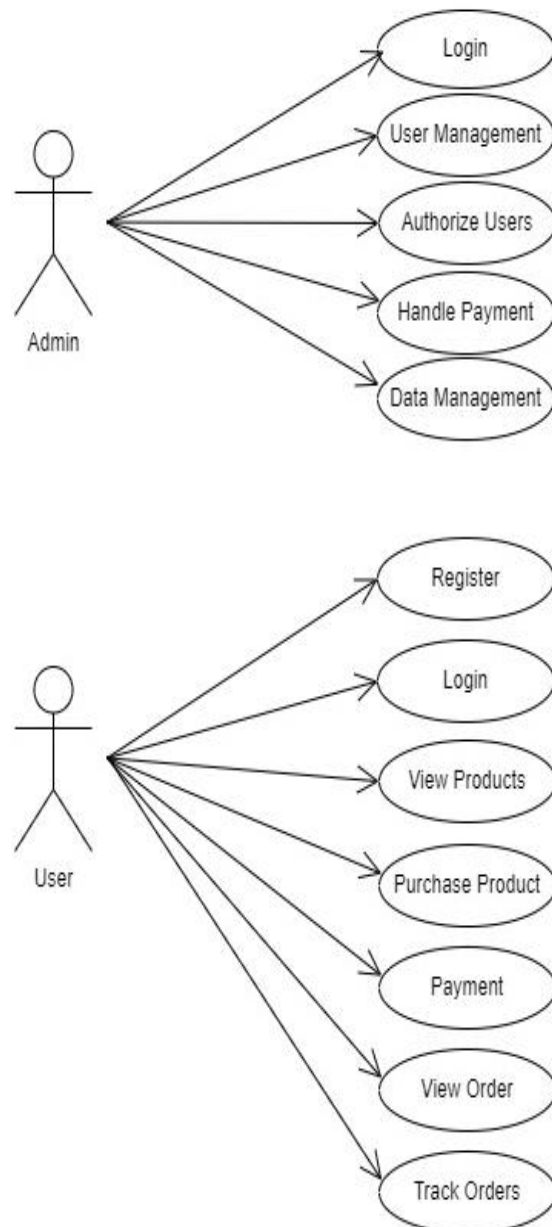 Login
User Management
Authorize Users
Handle Payment
Data Management
Admin
Register
Login
View Products
Purchase Product
Payment
View Order
Track Orders
User